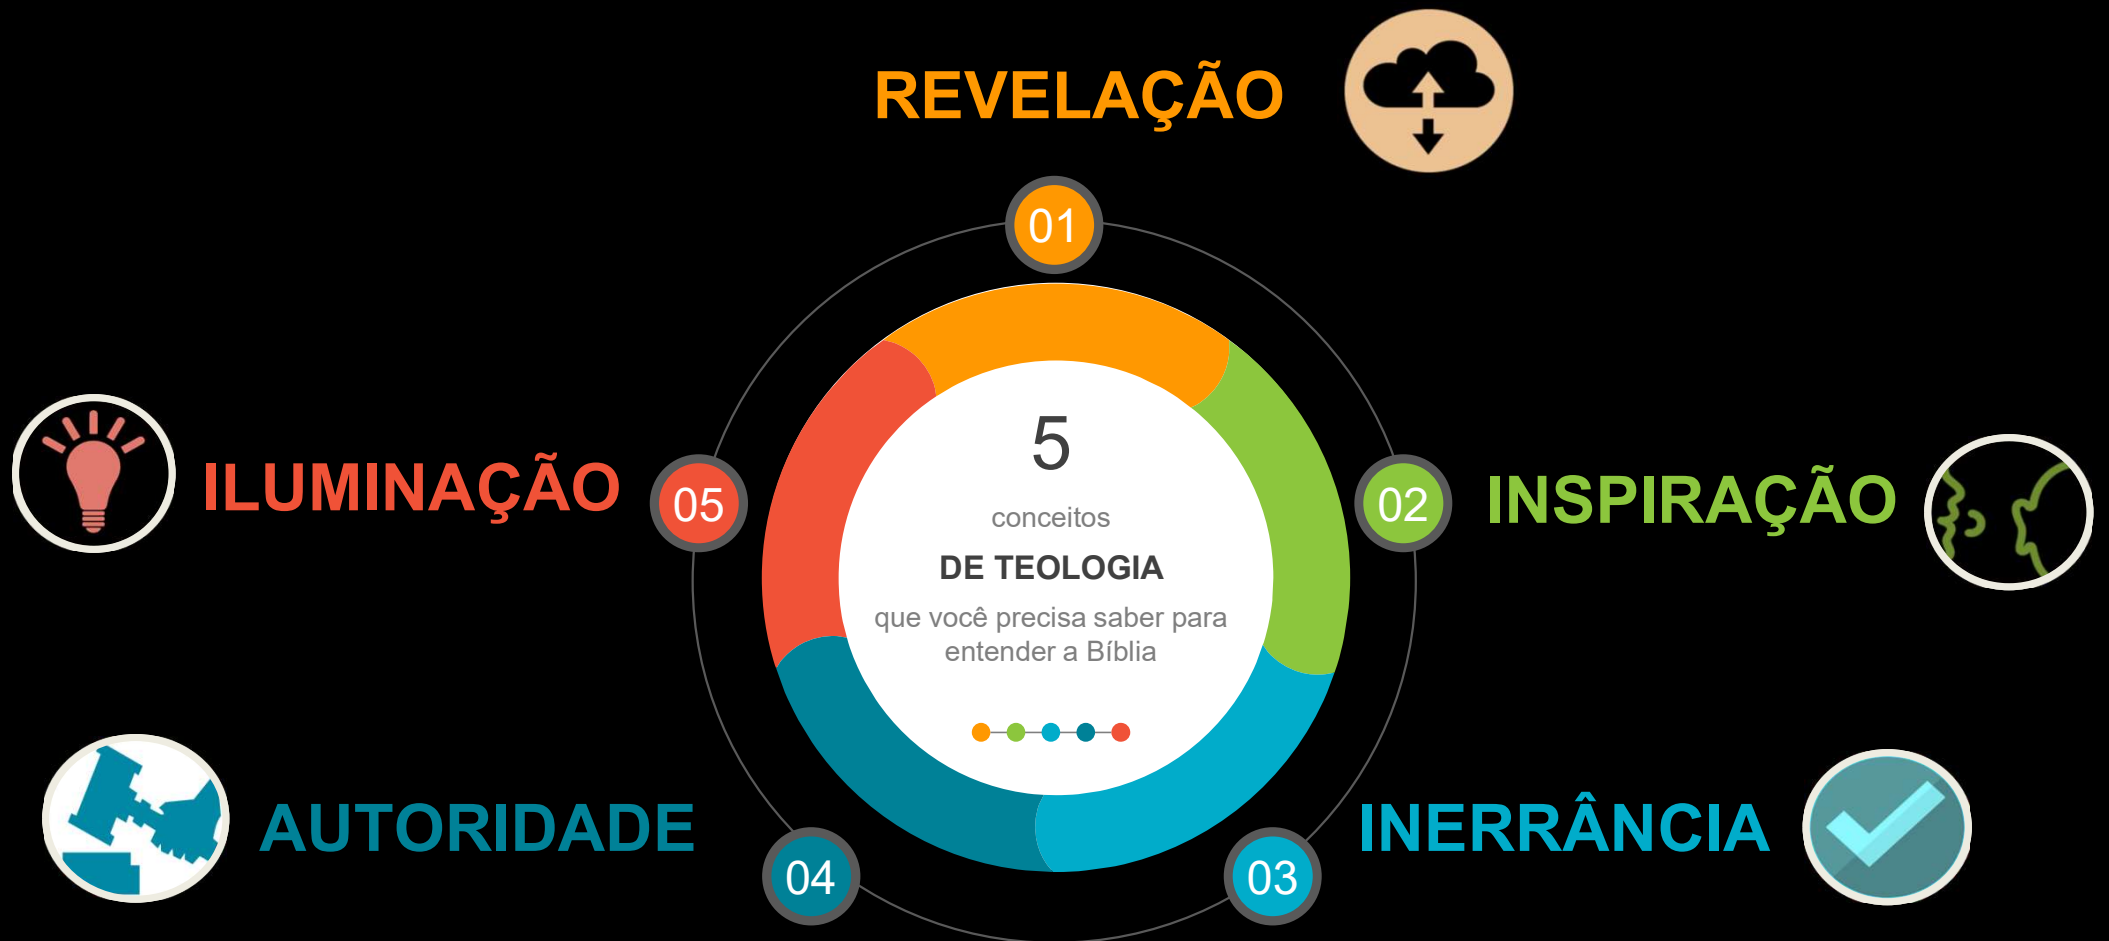 REVELAÇÃO
01
5
conceitos
DE TEOLOGIA
que você precisa saber para
entender a Bíblia
02
INSPIRAÇÃO
03
INERRÂNCIA
04
AUTORIDADE
05
ILUMINAÇÃO